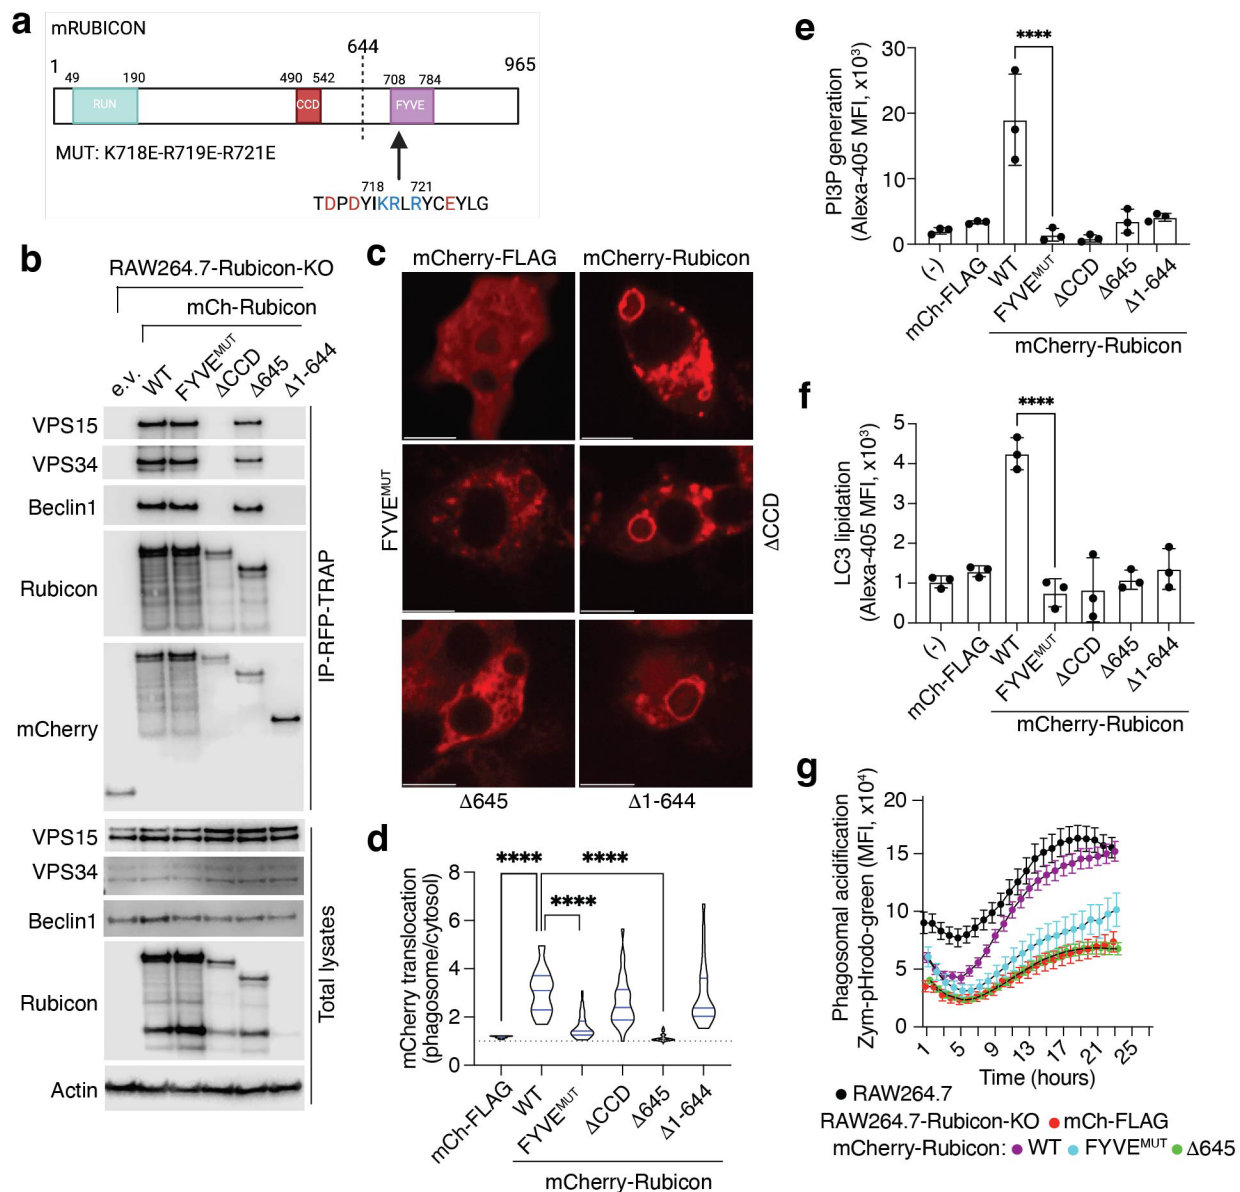 a
mRUBICON
644
1
49
190
490
542
708
784
965
RUN
CCD
FYVE
MUT: K718E-R719E-R721E
718
721
TDPDYIKRLRYCEYLG
b
RAW264.7-Rubicon-KO
mCh-Rubicon
e.v.
WT
FYVEMUT
ΔCCD
Δ645
Δ1-644
VPS15
VPS34
Beclin1
Rubicon
mCherry
IP-RFP-TRAP
VPS15
VPS34
Beclin1
Rubicon
Actin
Total lysates
c
mCherry-FLAG
mCherry-Rubicon
FYVEMUT
ΔCCD
Δ645
Δ1-644
d
mCherry translocation
(phagosome/cytosol)
8
6
4
2
0
****
****
****
mCh-FLAG
WT
FYVEMUT
ΔCCD
Δ645
Δ1-644
mCherry-Rubicon
e
PI3P generation
(Alexa-405 MFI, x10³)
30
20
10
0
****
(-)
mCh-FLAG
WT
FYVEMUT
ΔCCD
Δ645
Δ1-644
mCherry-Rubicon
f
LC3 lipidation
(Alexa-405 MFI, x10³)
5
4
3
2
1
0
****
(-)
mCh-FLAG
WT
FYVEMUT
ΔCCD
Δ645
Δ1-644
mCherry-Rubicon
g
Phagosomal acidification
Zym-pHrodo-green (MFI, x10⁴)
20
15
10
5
0
1
5
9
13
17
21
25
Time (hours)
RAW264.7
RAW264.7-Rubicon-KO mCh-FLAG
mCherry-Rubicon: WT FYVEMUT Δ645